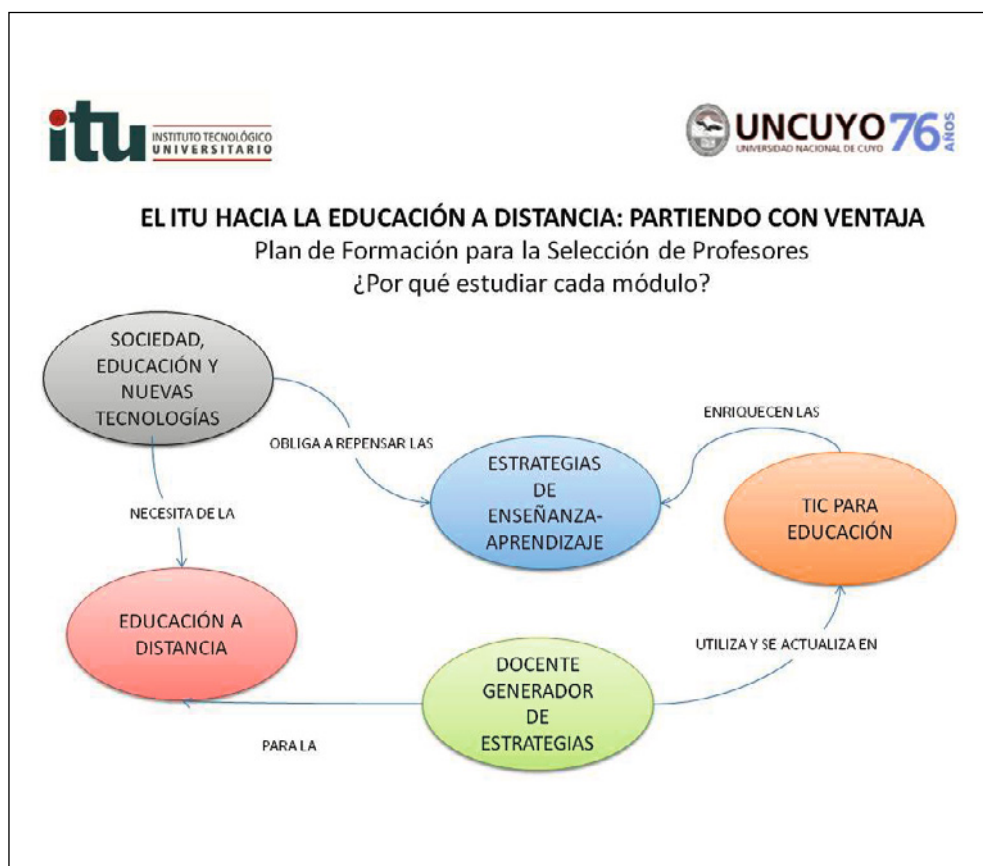 itu INSTITUTO TECNOLÓGICO
UNIVERSITARIO
UNCUYO 76 AÑOS
UNIVERSIDAD NACIONAL DE CUYO
EL ITU HACIA LA EDUCACIÓN A DISTANCIA: PARTIENDO CON VENTAJA
Plan de Formación para la Selección de Profesores
¿Por qué estudiar cada módulo?
SOCIEDAD,
EDUCACIÓN Y
NUEVAS
TECNOLOGÍAS
OBLIGA A REPENSAR LAS
ENRIQUECEN LAS
ESTRATEGIAS
DE
ENSEÑANZA-
APRENDIZAJE
TIC PARA
EDUCACIÓN
NECESITA DE LA
EDUCACIÓN A
DISTANCIA
UTILIZA Y SE ACTUALIZA EN
DOCENTE
GENERADOR
DE
ESTRATEGIAS
PARA LA